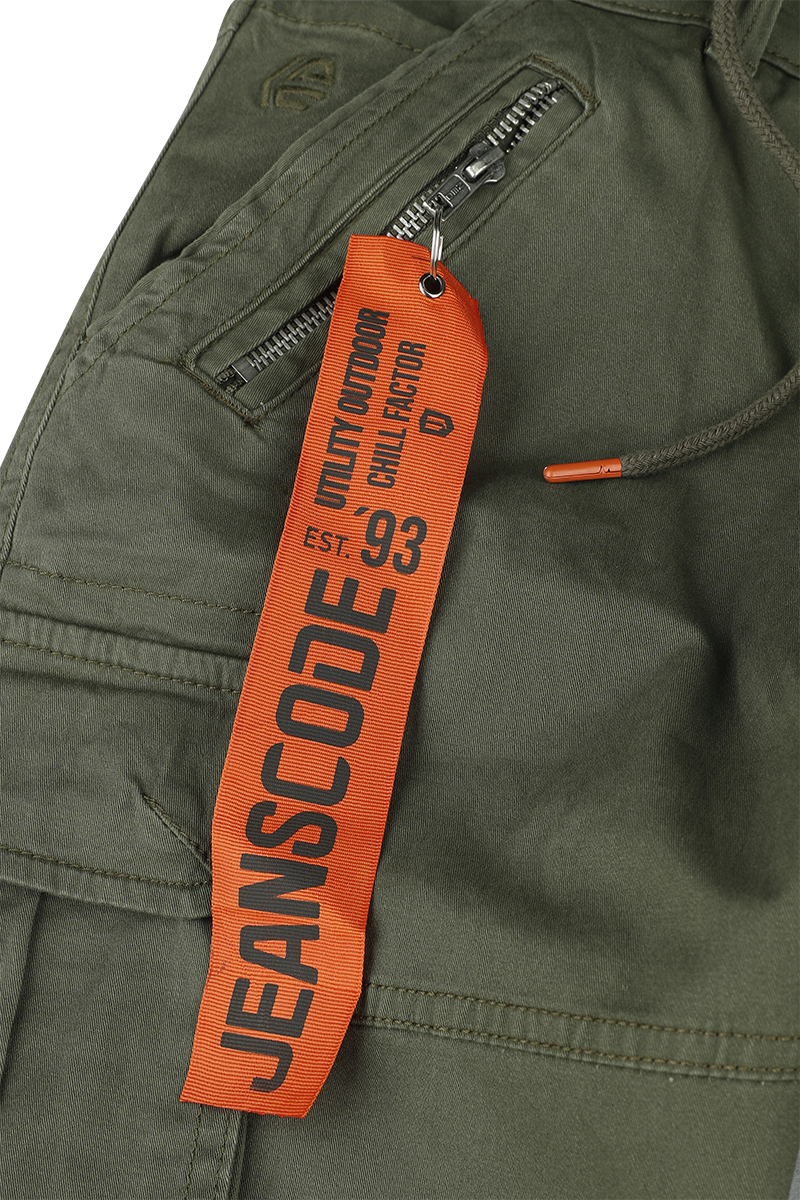 UTILITY OUTDOOR
CHILL FACTOR
EST. ´93
JEANSCODE